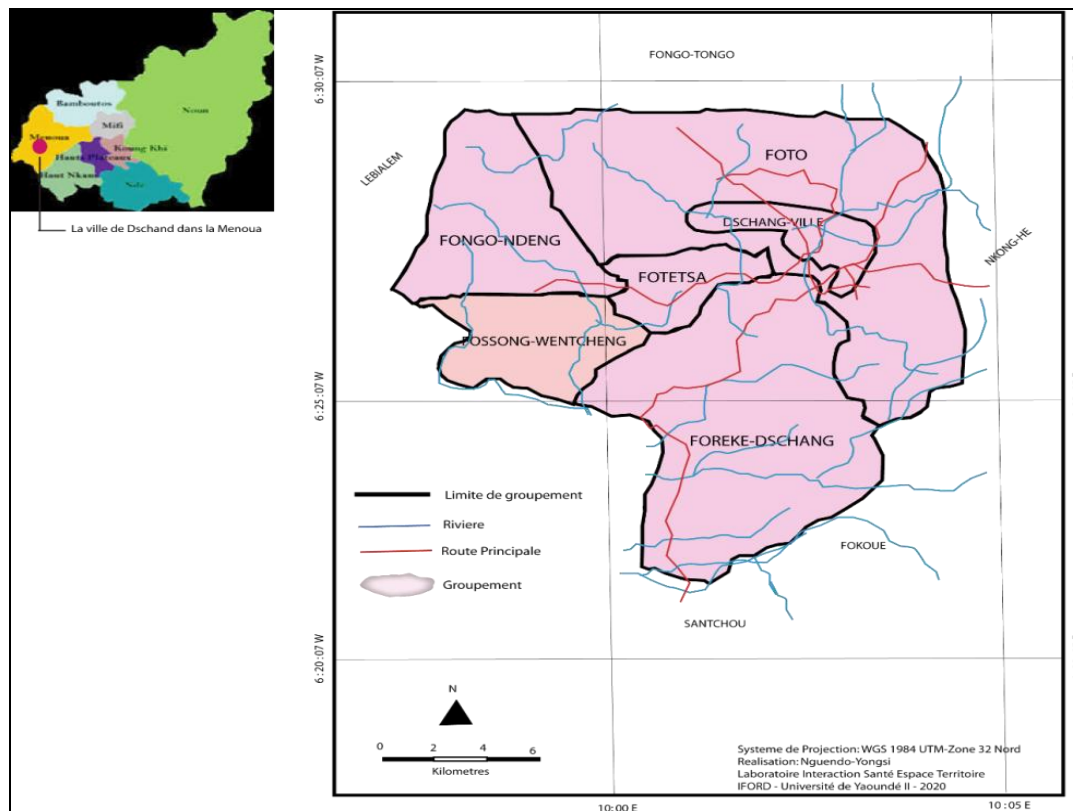 Bamboutos
Noun
Mifi
Menoua
Koung Khi
Hauts Plateaux
Haut Nkam
Nde
La ville de Dschand dans la Menoua
FONGO-TONGO
6:30:07 W
LEBIALEM
FOTO
DSCHANG-VILLE
NKONG-HE
FONGO-NDENG
FOTETSA
FOSSONG-WENTCHENG
6:25:07 W
FOREKE-DSCHANG
Limite de groupement
Riviere
Route Principale
Groupement
FOKOUE
SANTCHOU
6:20:07 W
N
0 2 4 6
Kilometres
Systeme de Projection: WGS 1984 UTM-Zone 32 Nord
Realisation: Nguendo-Yongsi
Laboratoire Interaction Santé Espace Territoire
IFORD - Université de Yaoundé II - 2020
10:00 E
10:05 E